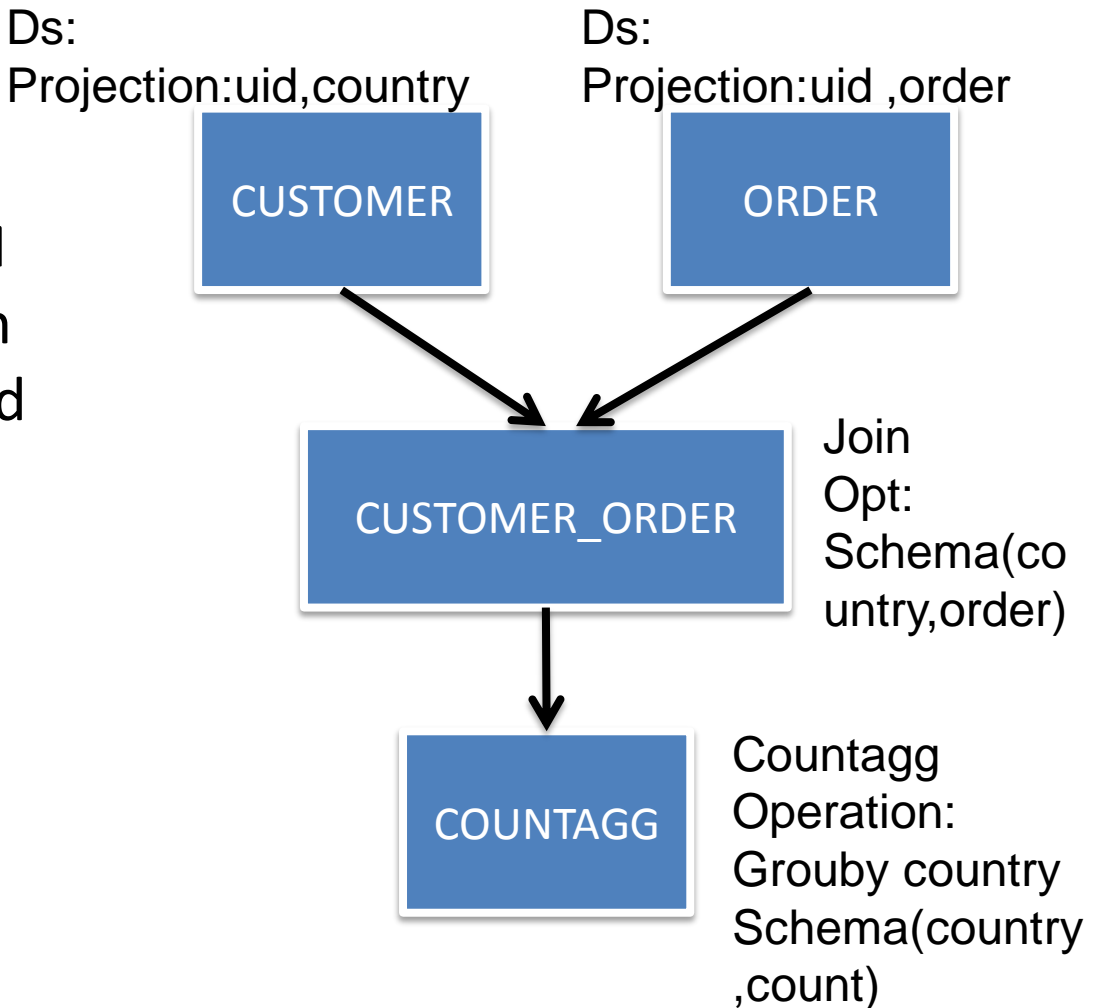 Ds:
Projection:uid,country
Ds:
Projection:uid ,order
CUSTOMER
ORDER
d
CUSTOMER_ORDER
Join
Opt:
Schema(co
untry,order)
COUNTAGG
Countagg
Operation:
Grouby country
Schema(country
,count)